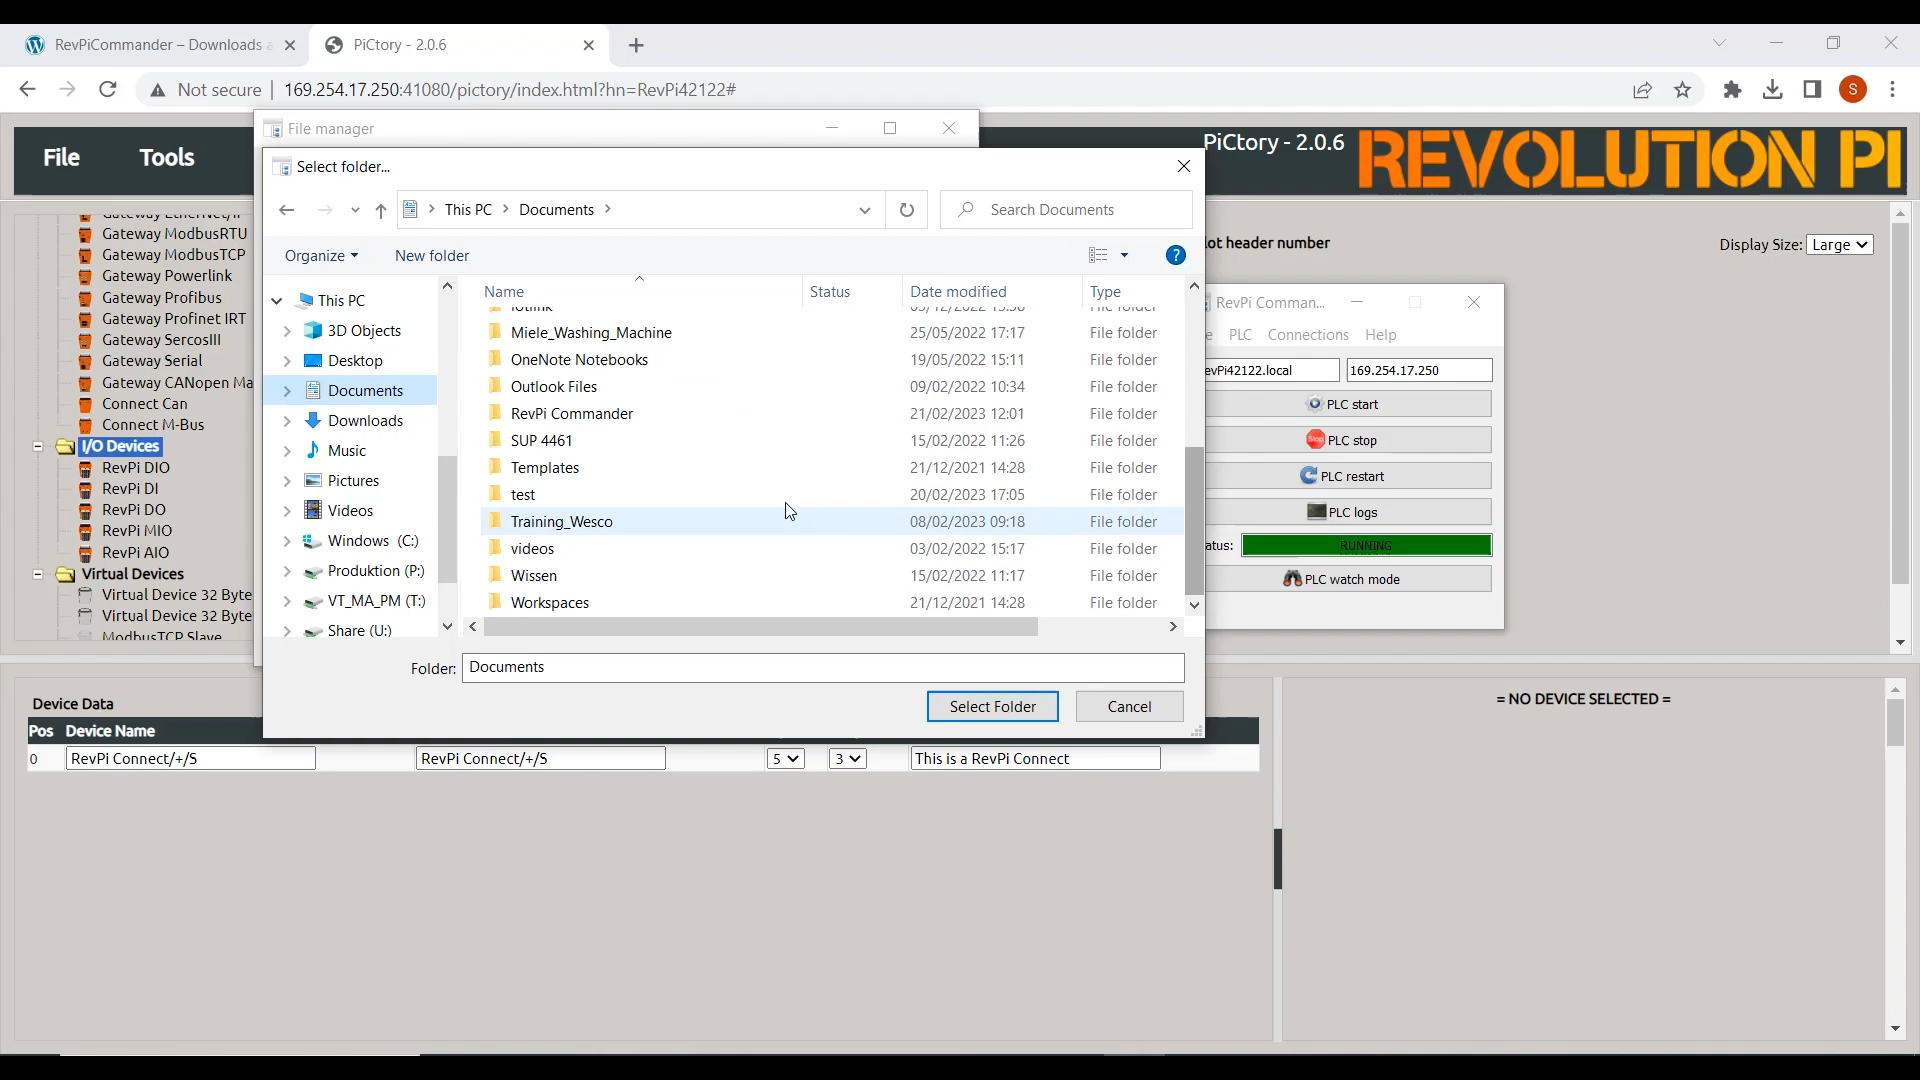 RevPiCommander – Downloads a
PiCtory - 2.0.6
Not secure
169.254.17.250:41080/pictory/index.html?hn=RevPi42122#
S
File
Tools
File manager
PiCtory - 2.0.6
REVOLUTION PI
Select folder...
This PC
Documents
Search Documents
Organize
New folder
?
lot header number
Display Size:
Large
Gateway ModbusRTU
Gateway ModbusTCP
Gateway Powerlink
Gateway Profibus
Gateway Profinet IRT
Gateway SercosIII
Gateway Serial
Gateway CANopen Ma
Connect Can
Connect M-Bus
I/O Devices
RevPi DIO
RevPi DI
RevPi DO
RevPi MIO
RevPi AIO
Virtual Devices
Virtual Device 32 Byte
Virtual Device 32 Byte
ModbusTCP Slave
This PC
3D Objects
Desktop
Documents
Downloads
Music
Pictures
Videos
Windows (C:)
Produktion (P:)
VT_MA_PM (T:)
Share (U:)
Name Status Date modified Type
Miele_Washing_Machine 25/05/2022 17:17 File folder
OneNote Notebooks 19/05/2022 15:11 File folder
Outlook Files 09/02/2022 10:34 File folder
RevPi Commander 21/02/2023 12:01 File folder
SUP 4461 15/02/2022 11:26 File folder
Templates 21/12/2021 14:28 File folder
test 20/02/2023 17:05 File folder
Training_Wesco 08/02/2023 09:18 File folder
videos 03/02/2022 15:17 File folder
Wissen 15/02/2022 11:17 File folder
Workspaces 21/12/2021 14:28 File folder
Folder: Documents
Select Folder
Cancel
RevPi Comman...
e PLC Connections Help
evPi42122.local
169.254.17.250
PLC start
Stop PLC stop
PLC restart
PLC logs
atus: RUNNING
PLC watch mode
Device Data
Pos Device Name
0 RevPi Connect/+/S RevPi Connect/+/S 5 3 This is a RevPi Connect
= NO DEVICE SELECTED =